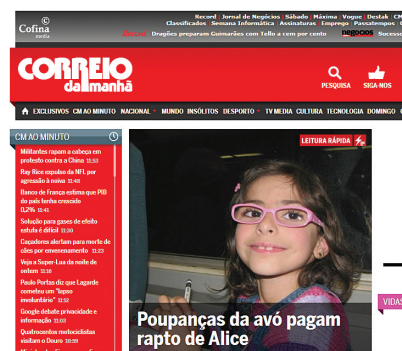 Cofina
media
Record | Jornal de Negócios | Sábado | Máxima | Vogue | Destak | CM
Classificados | Semana Informática | Assinaturas | Emprego | Passatempos |
Dragões preparam Guimarães com Tello a cem por cento negocios Sucesso
CORREIO
da manhã
PESQUISA SIGA-NOS
EXCLUSIVOS CM AO MINUTO NACIONAL MUNDO INSÓLITOS DESPORTO TV MEDIA CULTURA TECNOLOGIA DOMINGO
CM AO MINUTO
Militantes rapam a cabeça em
protesto contra a China 11:53
Ray Rice expulso da NFL por
agressão à noiva 11:48
Banco de França estima que PIB
do país tenha crescido
0,2% 11:41
Solução para gases de efeito
estufa é difícil 11:30
Caçadores alertam para morte de
cães por envenenamento 11:23
Veja a Super-Lua da noite de
ontem 11:16
Paulo Portas diz que Lagarde
cometeu um "lapso
involuntário" 11:12
Google debate privacidade e
informação 11:03
Quatrocentos motociclistas
visitam o Douro 10:59
LEITURA RÁPIDA
Poupanças da avó pagam
rapto de Alice
VIDAS